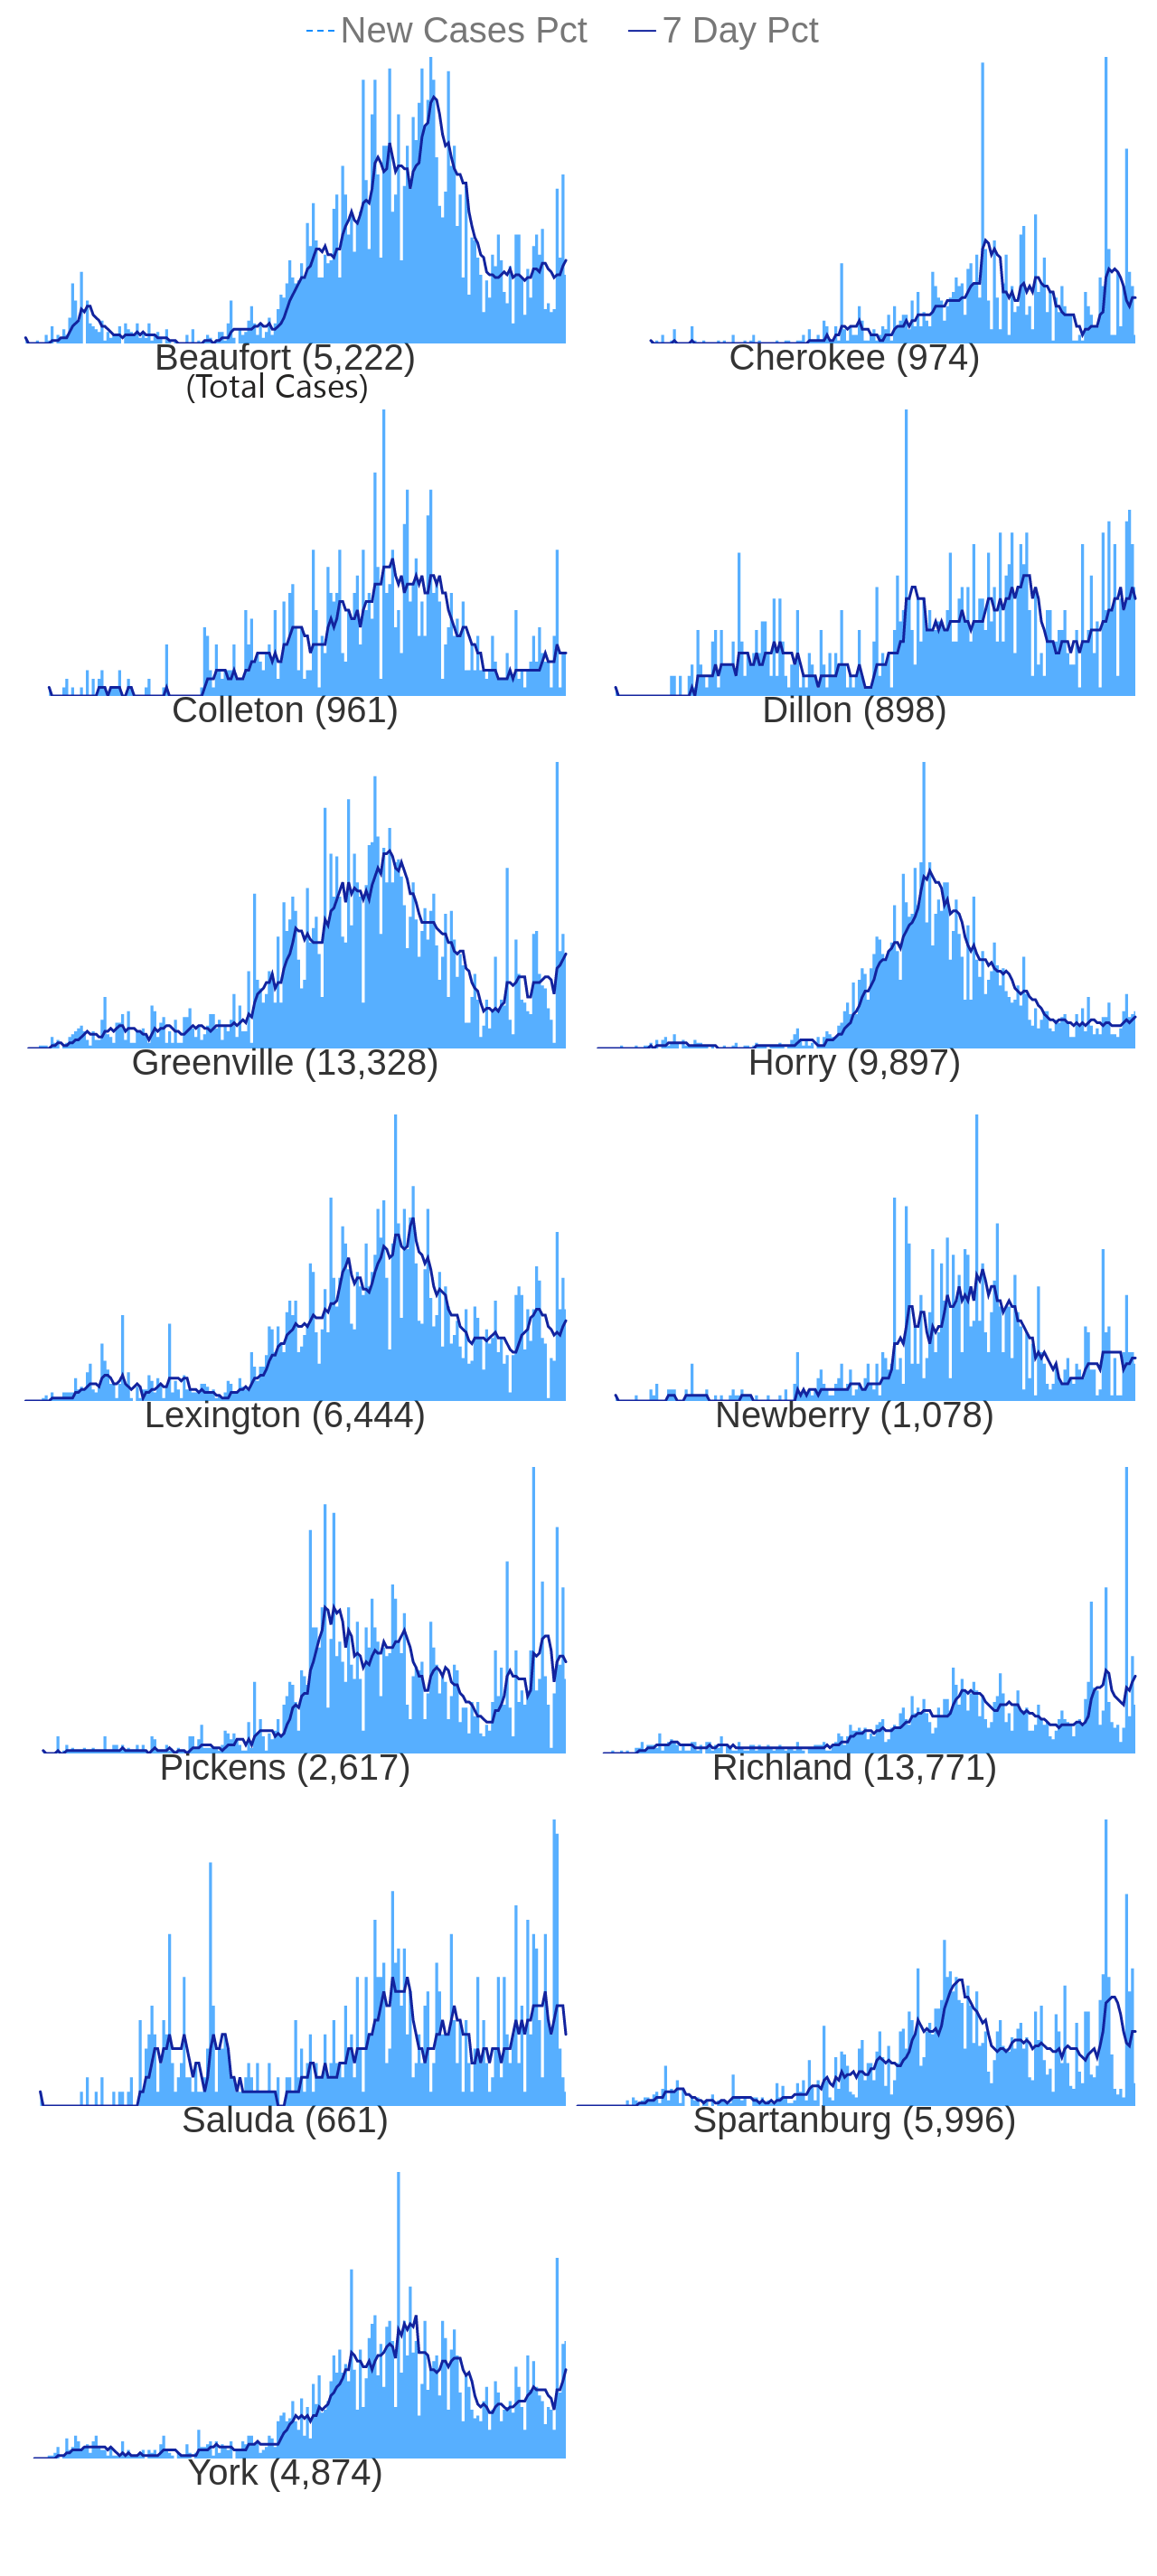 New Cases Pct 7 Day Pct
Beaufort (5,222) Cherokee (974)
(Total Cases)
Colleton (961) Dillon (898)
Greenville (13,328) Horry (9,897)
Lexington (6,444) Newberry (1,078)
Pickens (2,617) Richland (13,771)
Saluda (661) Spartanburg (5,996)
York (4,874)